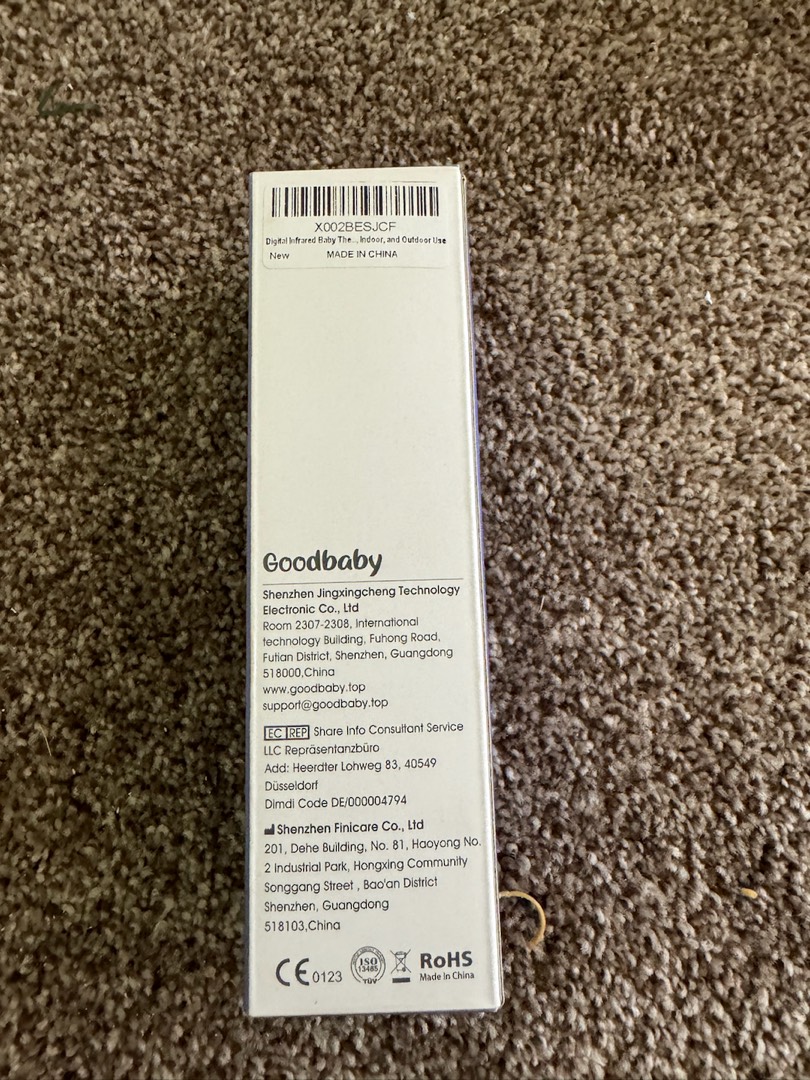 X002BESJCF
Digital Infrared Baby The..., Indoor, and Outdoor Use
New MADE IN CHINA
Goodbaby
Shenzhen Jingxingcheng Technology
Electronic Co., Ltd
Room 2307-2308, International
technology Building, Fuhong Road,
Futian District, Shenzhen, Guangdong
518000,China
www.goodbaby.top
support@goodbaby.top
EC REP Share Info Consultant Service
LLC Repräsentanzbüro
Add: Heerdter Lohweg 83, 40549
Düsseldorf
Dimdi Code DE/000004794
Shenzhen Finicare Co., Ltd
201, Dehe Building, No. 81, Haoyong No.
2 Industrial Park, Hongxing Community
Songgang Street , Bao'an District
Shenzhen, Guangdong
518103,China
CE 0123 ISO 13485 TUV RoHS
Made in China